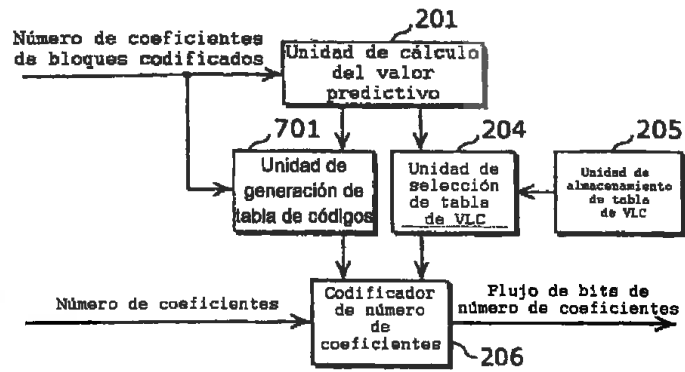 201
Número de coeficientes
de bloques codificados
Unidad de cálculo
del valor
predictivo
701
204
205
Unidad de
generación de
tabla de códigos
Unidad de
selección
de tabla
de VLC
Unidad de
almacenamiento
de tabla
de VLC
Número de coeficientes
Codificador
de número
de
coeficientes
Flujo de bits de
número de coeficientes
206